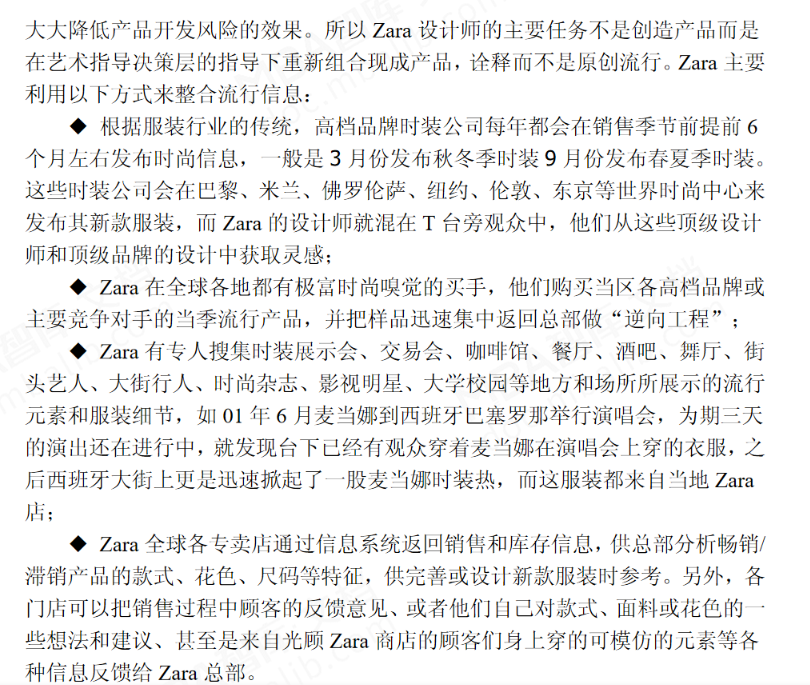 大大降低产品开发风险的效果。所以 Zara 设计师的主要任务不是创造产品而是
在艺术指导决策层的指导下重新组合现成产品，诠释而不是原创流行。Zara 主要
利用以下方式来整合流行信息：
◆ 根据服装行业的传统，高档品牌时装公司每年都会在销售季节前提前 6
个月左右发布时尚信息，一般是 3 月份发布秋冬季时装 9 月份发布春夏季时装。
这些时装公司会在巴黎、米兰、佛罗伦萨、纽约、伦敦、东京等世界时尚中心来
发布其新款服装，而 Zara 的设计师就混在 T 台旁观众中，他们从这些顶级设计
师和顶级品牌的设计中获取灵感；
◆ Zara 在全球各地都有极富时尚嗅觉的买手，他们购买当区各高档品牌或
主要竞争对手的当季流行产品，并把样品迅速集中返回总部做“逆向工程”；
◆ Zara 有专人搜集时装展示会、交易会、咖啡馆、餐厅、酒吧、舞厅、街
头艺人、大街行人、时尚杂志、影视明星、大学校园等地方和场所所展示的流行
元素和服装细节，如 01 年 6 月麦当娜到西班牙巴塞罗那举行演唱会，为期三天
的演出还在进行中，就发现台下已经有观众穿着麦当娜在演唱会上穿的衣服，之
后西班牙大街上更是迅速掀起了一股麦当娜时装热，而这服装都来自当地 Zara
店；
◆ Zara 全球各专卖店通过信息系统返回销售和库存信息，供总部分析畅销/
滞销产品的款式、花色、尺码等特征，供完善或设计新款服装时参考。另外，各
门店可以把销售过程中顾客的反馈意见、或者他们自己对款式、面料或花色的一
些想法和建议、甚至是来自光顾 Zara 商店的顾客们身上穿的可模仿的元素等各
种信息反馈给 Zara 总部。